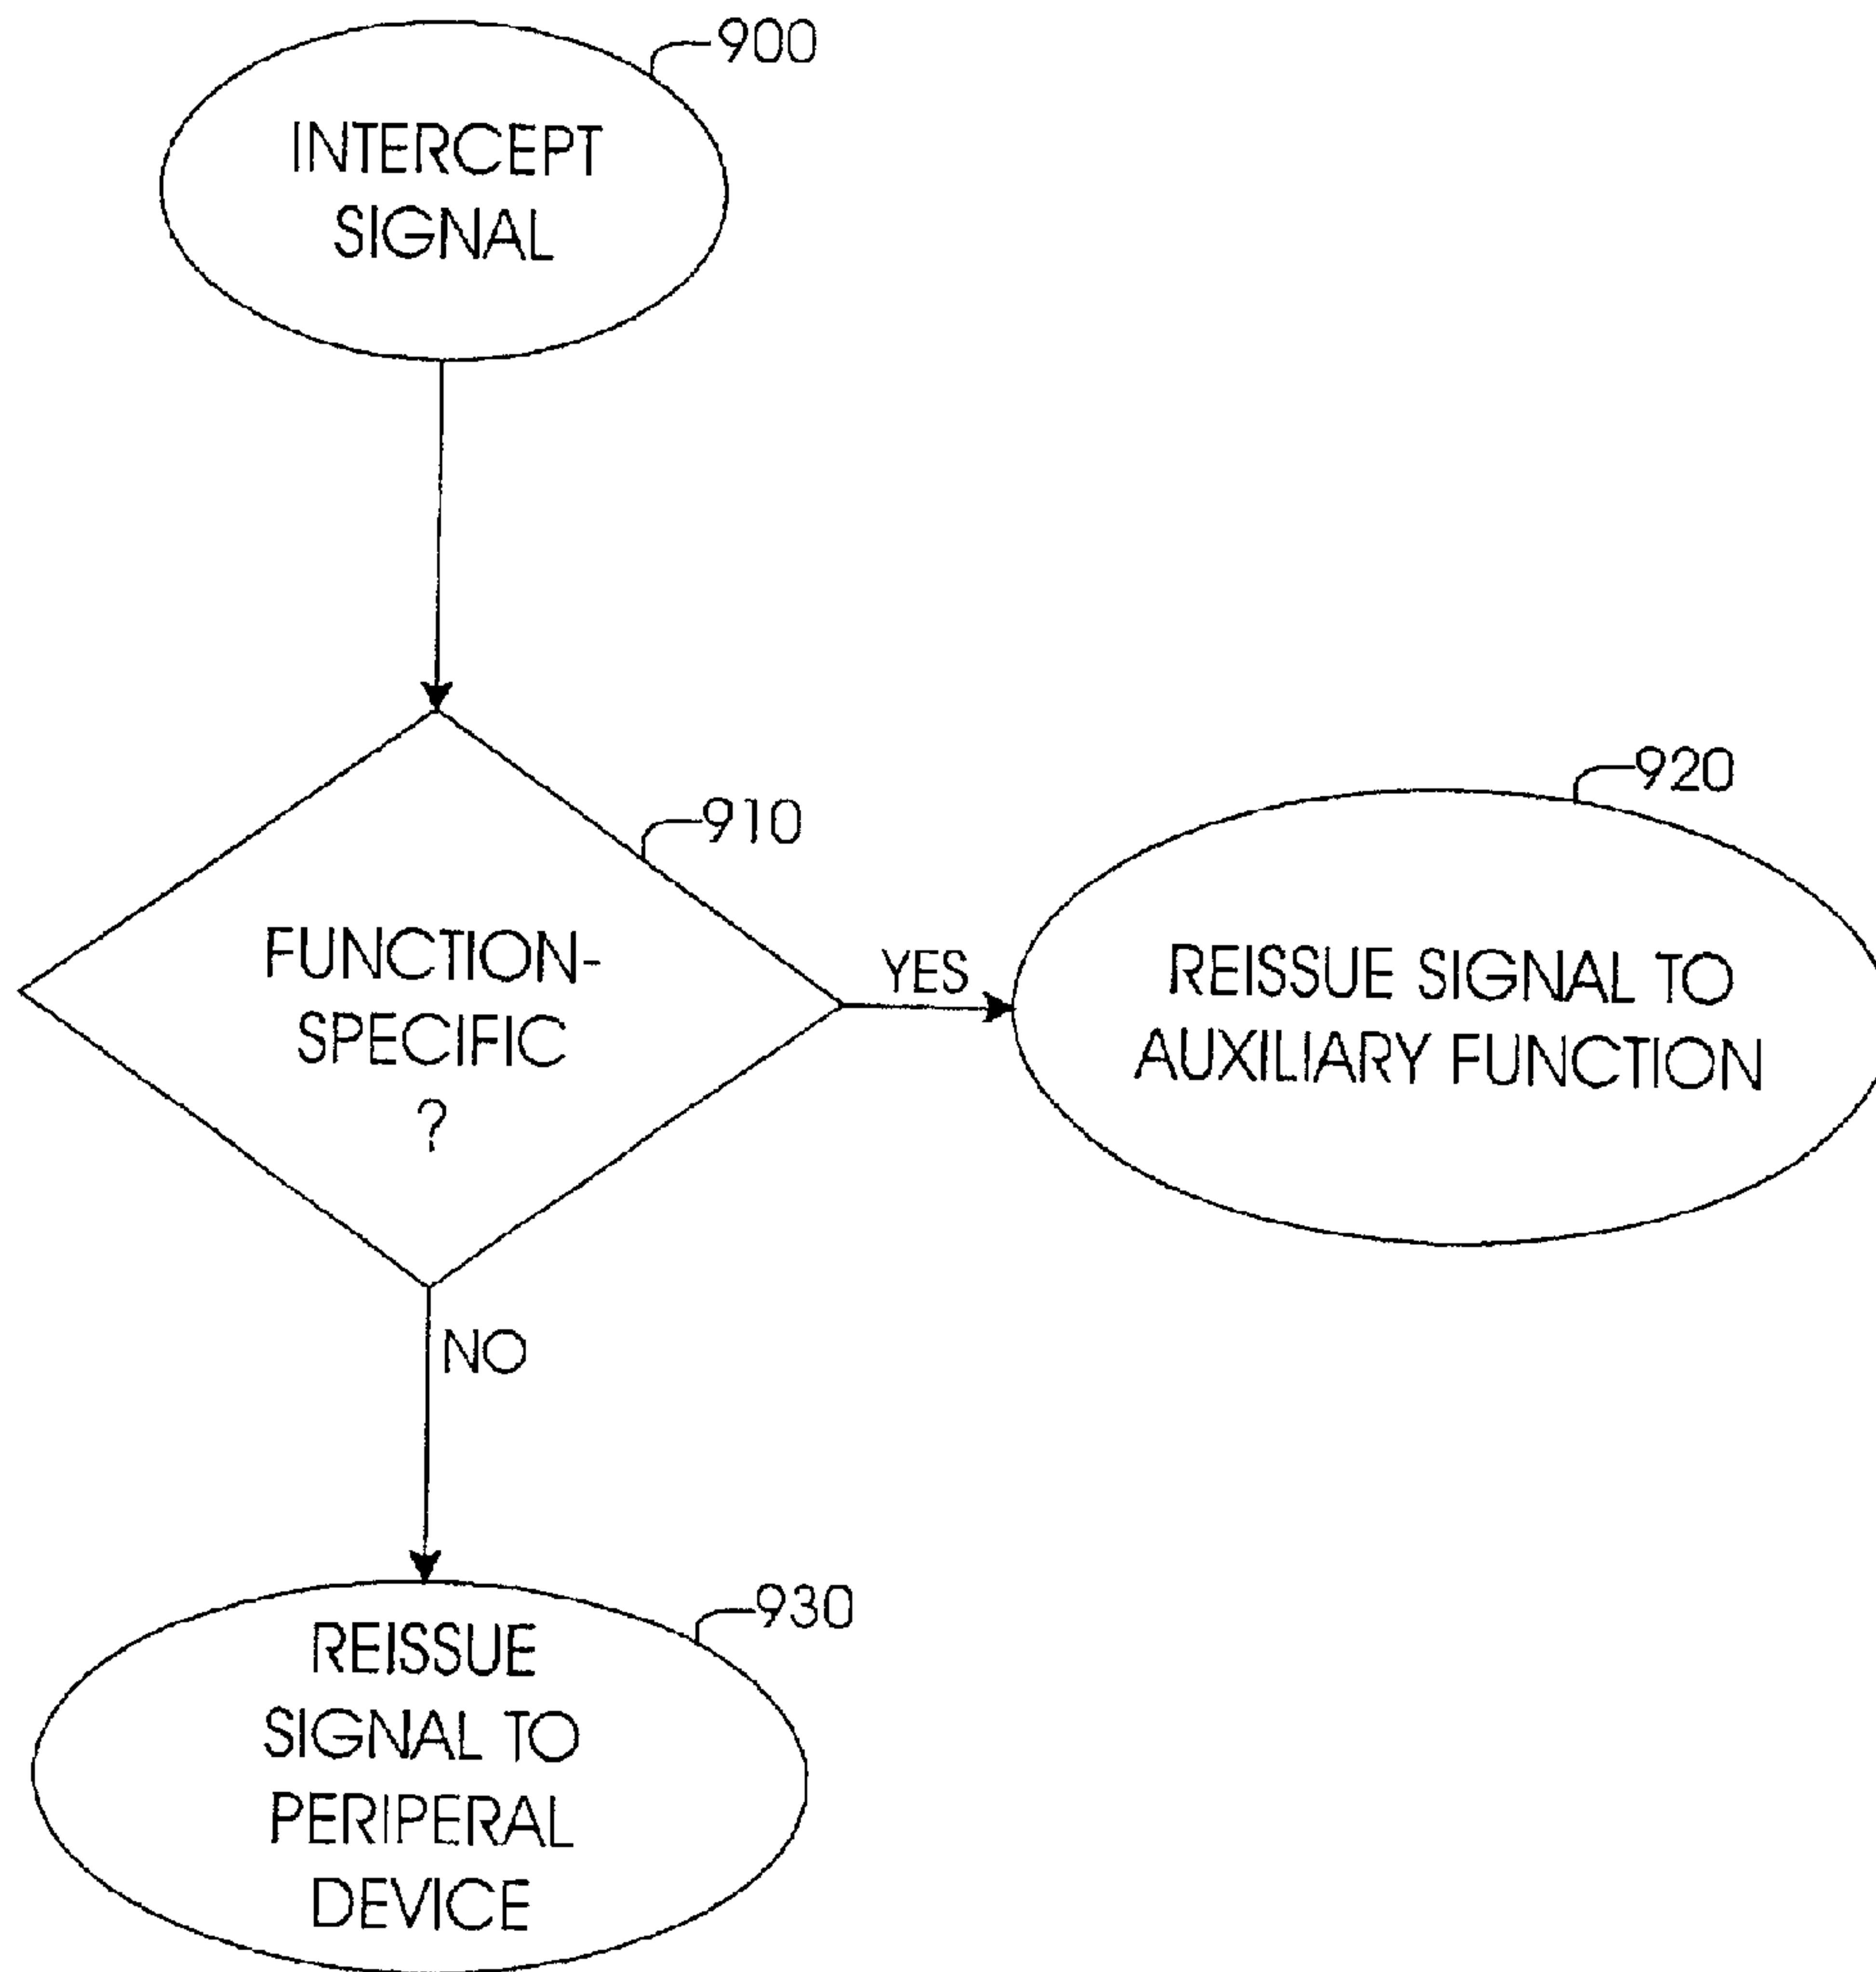 900
INTERCEPT
SIGNAL
910
FUNCTION-
SPECIFIC
?
YES
920
REISSUE SIGNAL TO
AUXILIARY FUNCTION
NO
930
REISSUE
SIGNAL TO
PERIPERAL
DEVICE